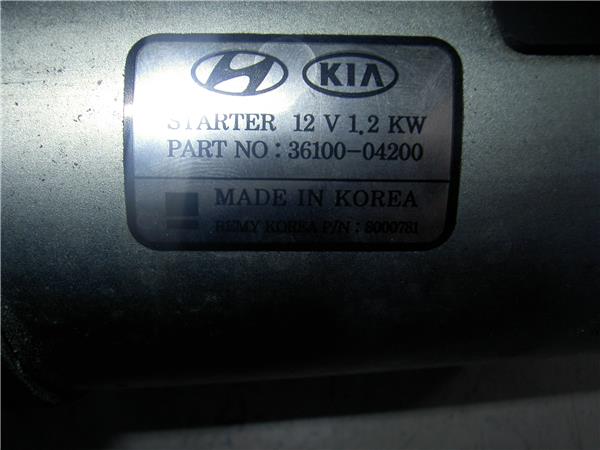 KIA
STARTER 12 V 1.2 KW
PART NO : 36100-04200
MADE IN KOREA
REMY KOREA P/N : 8000781